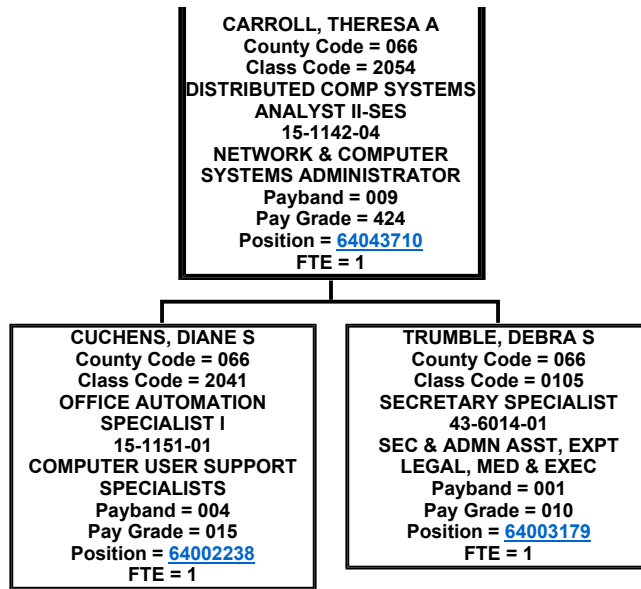 CARROLL, THERESA A
County Code = 066
Class Code = 2054
DISTRIBUTED COMP SYSTEMS
ANALYST II-SES
15-1142-04
NETWORK & COMPUTER
SYSTEMS ADMINISTRATOR
Payband = 009
Pay Grade = 424
Position = 64043710
FTE = 1
CUCHENS, DIANE S
County Code = 066
Class Code = 2041
OFFICE AUTOMATION
SPECIALIST I
15-1151-01
COMPUTER USER SUPPORT
SPECIALISTS
Payband = 004
Pay Grade = 015
Position = 64002238
FTE = 1
TRUMBLE, DEBRA S
County Code = 066
Class Code = 0105
SECRETARY SPECIALIST
43-6014-01
SEC & ADMN ASST, EXPT
LEGAL, MED & EXEC
Payband = 001
Pay Grade = 010
Position = 64003179
FTE = 1